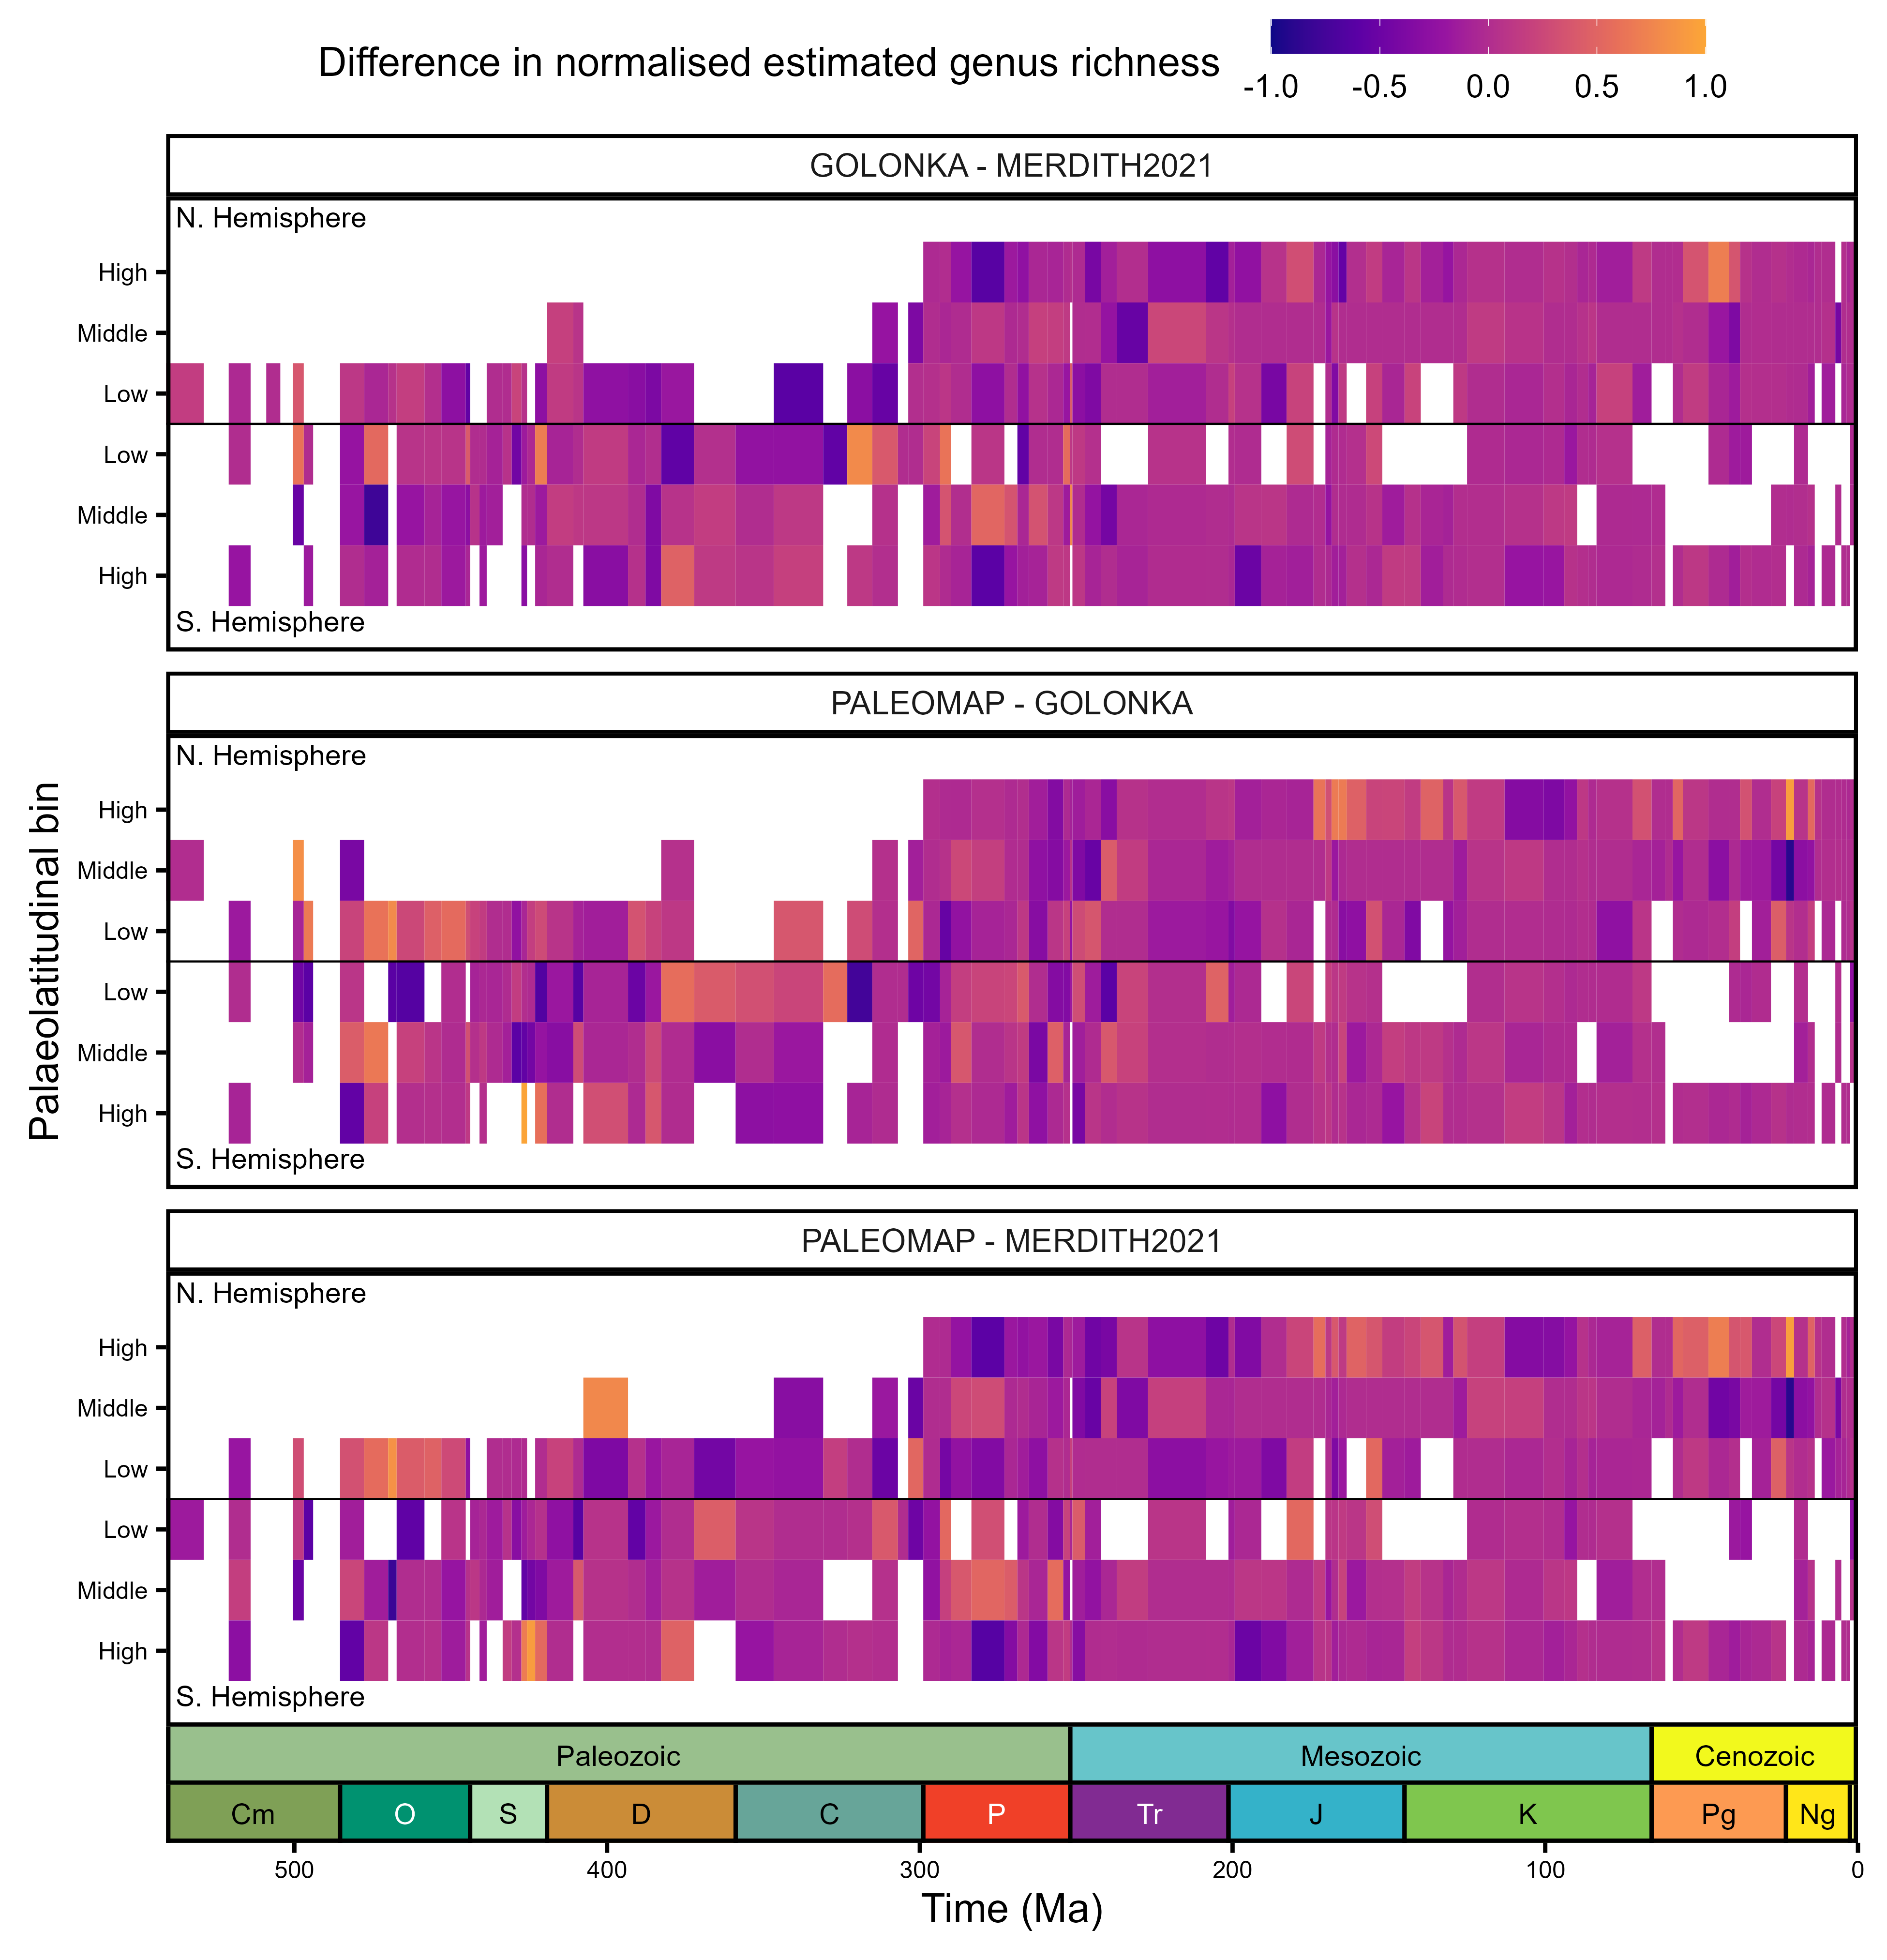 Difference in normalised estimated genus richness
-1.0 -0.5 0.0 0.5 1.0
GOLONKA - MERDITH2021
N. Hemisphere
High
Middle
Low
Low
Middle
High
S. Hemisphere
PALEOMAP - GOLONKA
N. Hemisphere
High
Middle
Low
Low
Middle
High
S. Hemisphere
Palaeolatitudinal bin
PALEOMAP - MERDITH2021
N. Hemisphere
High
Middle
Low
Low
Middle
High
S. Hemisphere
Paleozoic Mesozoic Cenozoic
Cm O S D C P Tr J K Pg Ng
500 400 300 200 100 0
Time (Ma)